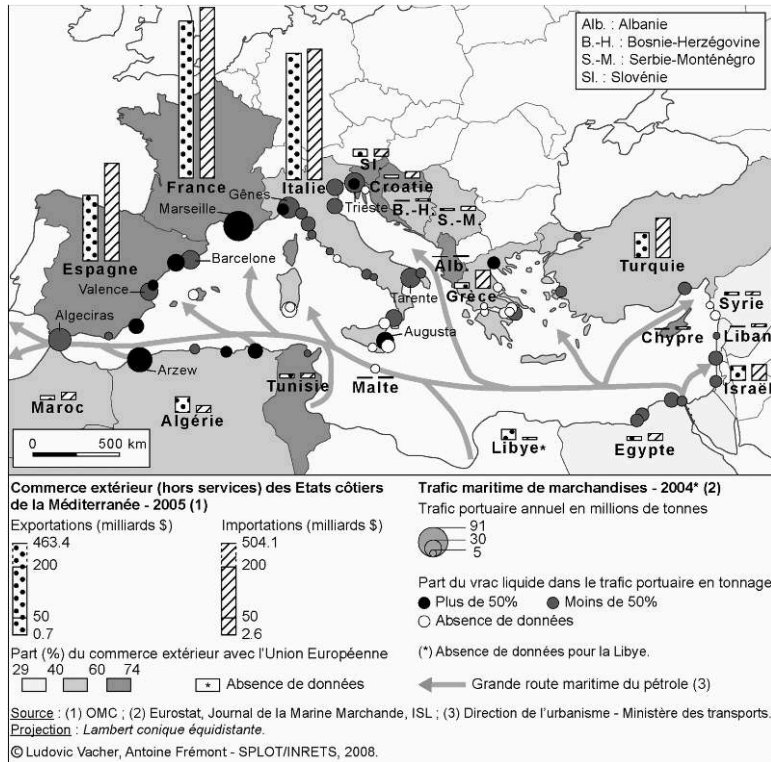 Alb. : Albanie
B.-H. : Bosnie-Herzégovine
S.-M. : Serbie-Monténégro
Sl. : Slovénie
France
Italie
Sl.
Croatie
Gênes
Marseille
Trieste
B.-H.
S.-M.
Espagne
Barcelone
Alb.
Turquie
Valence
Tarente
Grèce
Algeciras
Augusta
Syrie
Chypre
Liban
Arzew
Tunisie
Malte
Israël
Maroc
Algérie
Libye*
Egypte
0 500 km
Commerce extérieur (hors services) des Etats côtiers
de la Méditerranée - 2005 (1)
Exportations (milliards $)
463.4
200
50
0.7
Importations (milliards $)
504.1
200
50
2.6
Part (%) du commerce extérieur avec l'Union Européenne
29 40 60 74
* Absence de données
Trafic maritime de marchandises - 2004* (2)
Trafic portuaire annuel en millions de tonnes
91
30
5
Part du vrac liquide dans le trafic portuaire en tonnage
Plus de 50% Moins de 50%
Absence de données
(*) Absence de données pour la Libye.
Grande route maritime du pétrole (3)
Source : (1) OMC ; (2) Eurostat, Journal de la Marine Marchande, ISL ; (3) Direction de l'urbanisme - Ministère des transports.
Projection : Lambert conique équidistante.
© Ludovic Vacher, Antoine Frémont - SPLOT/INRETS, 2008.